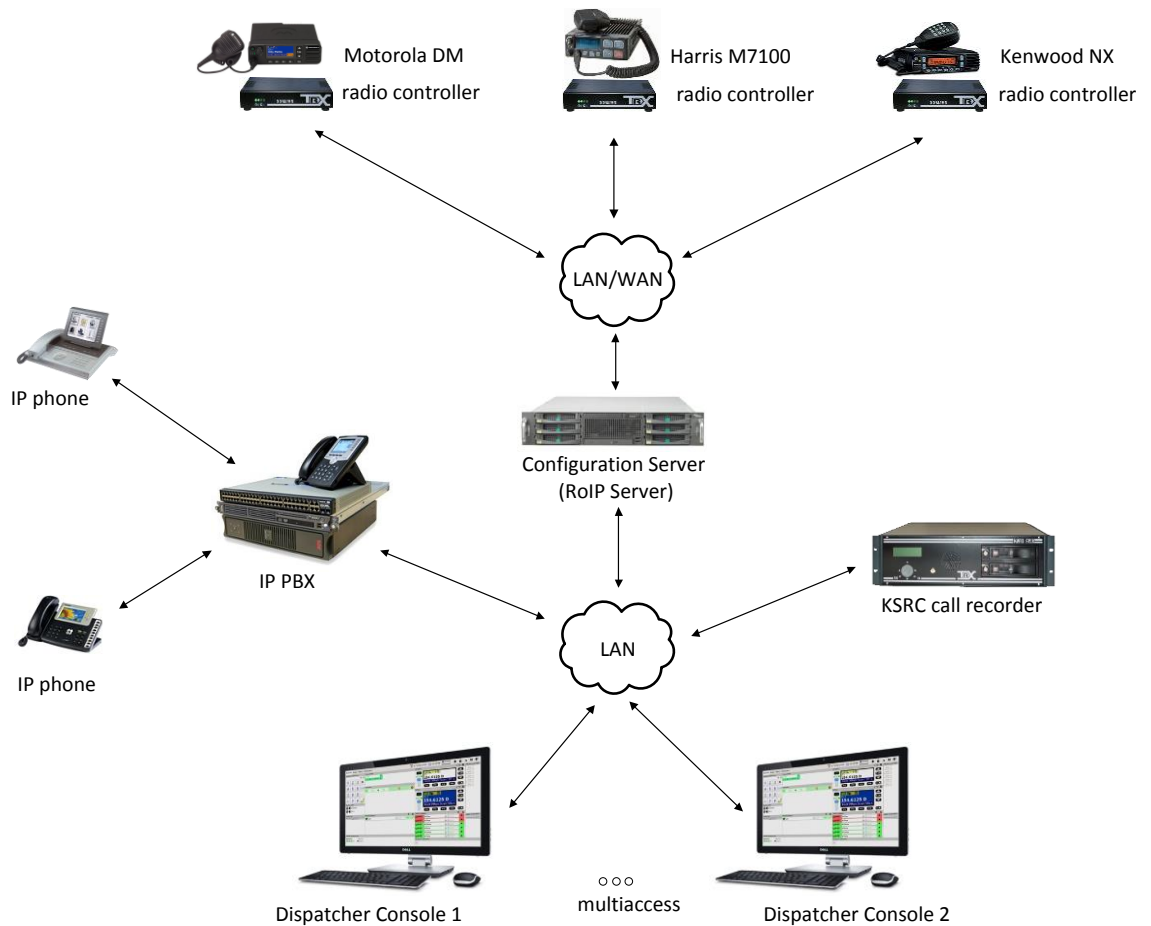 Motorola DM
radio controller
Harris M7100
radio controller
Kenwood NX
radio controller
LAN/WAN
IP phone
Configuration Server
(RoIP Server)
IP PBX
KSRC call recorder
LAN
IP phone
multiaccess
Dispatcher Console 1
Dispatcher Console 2